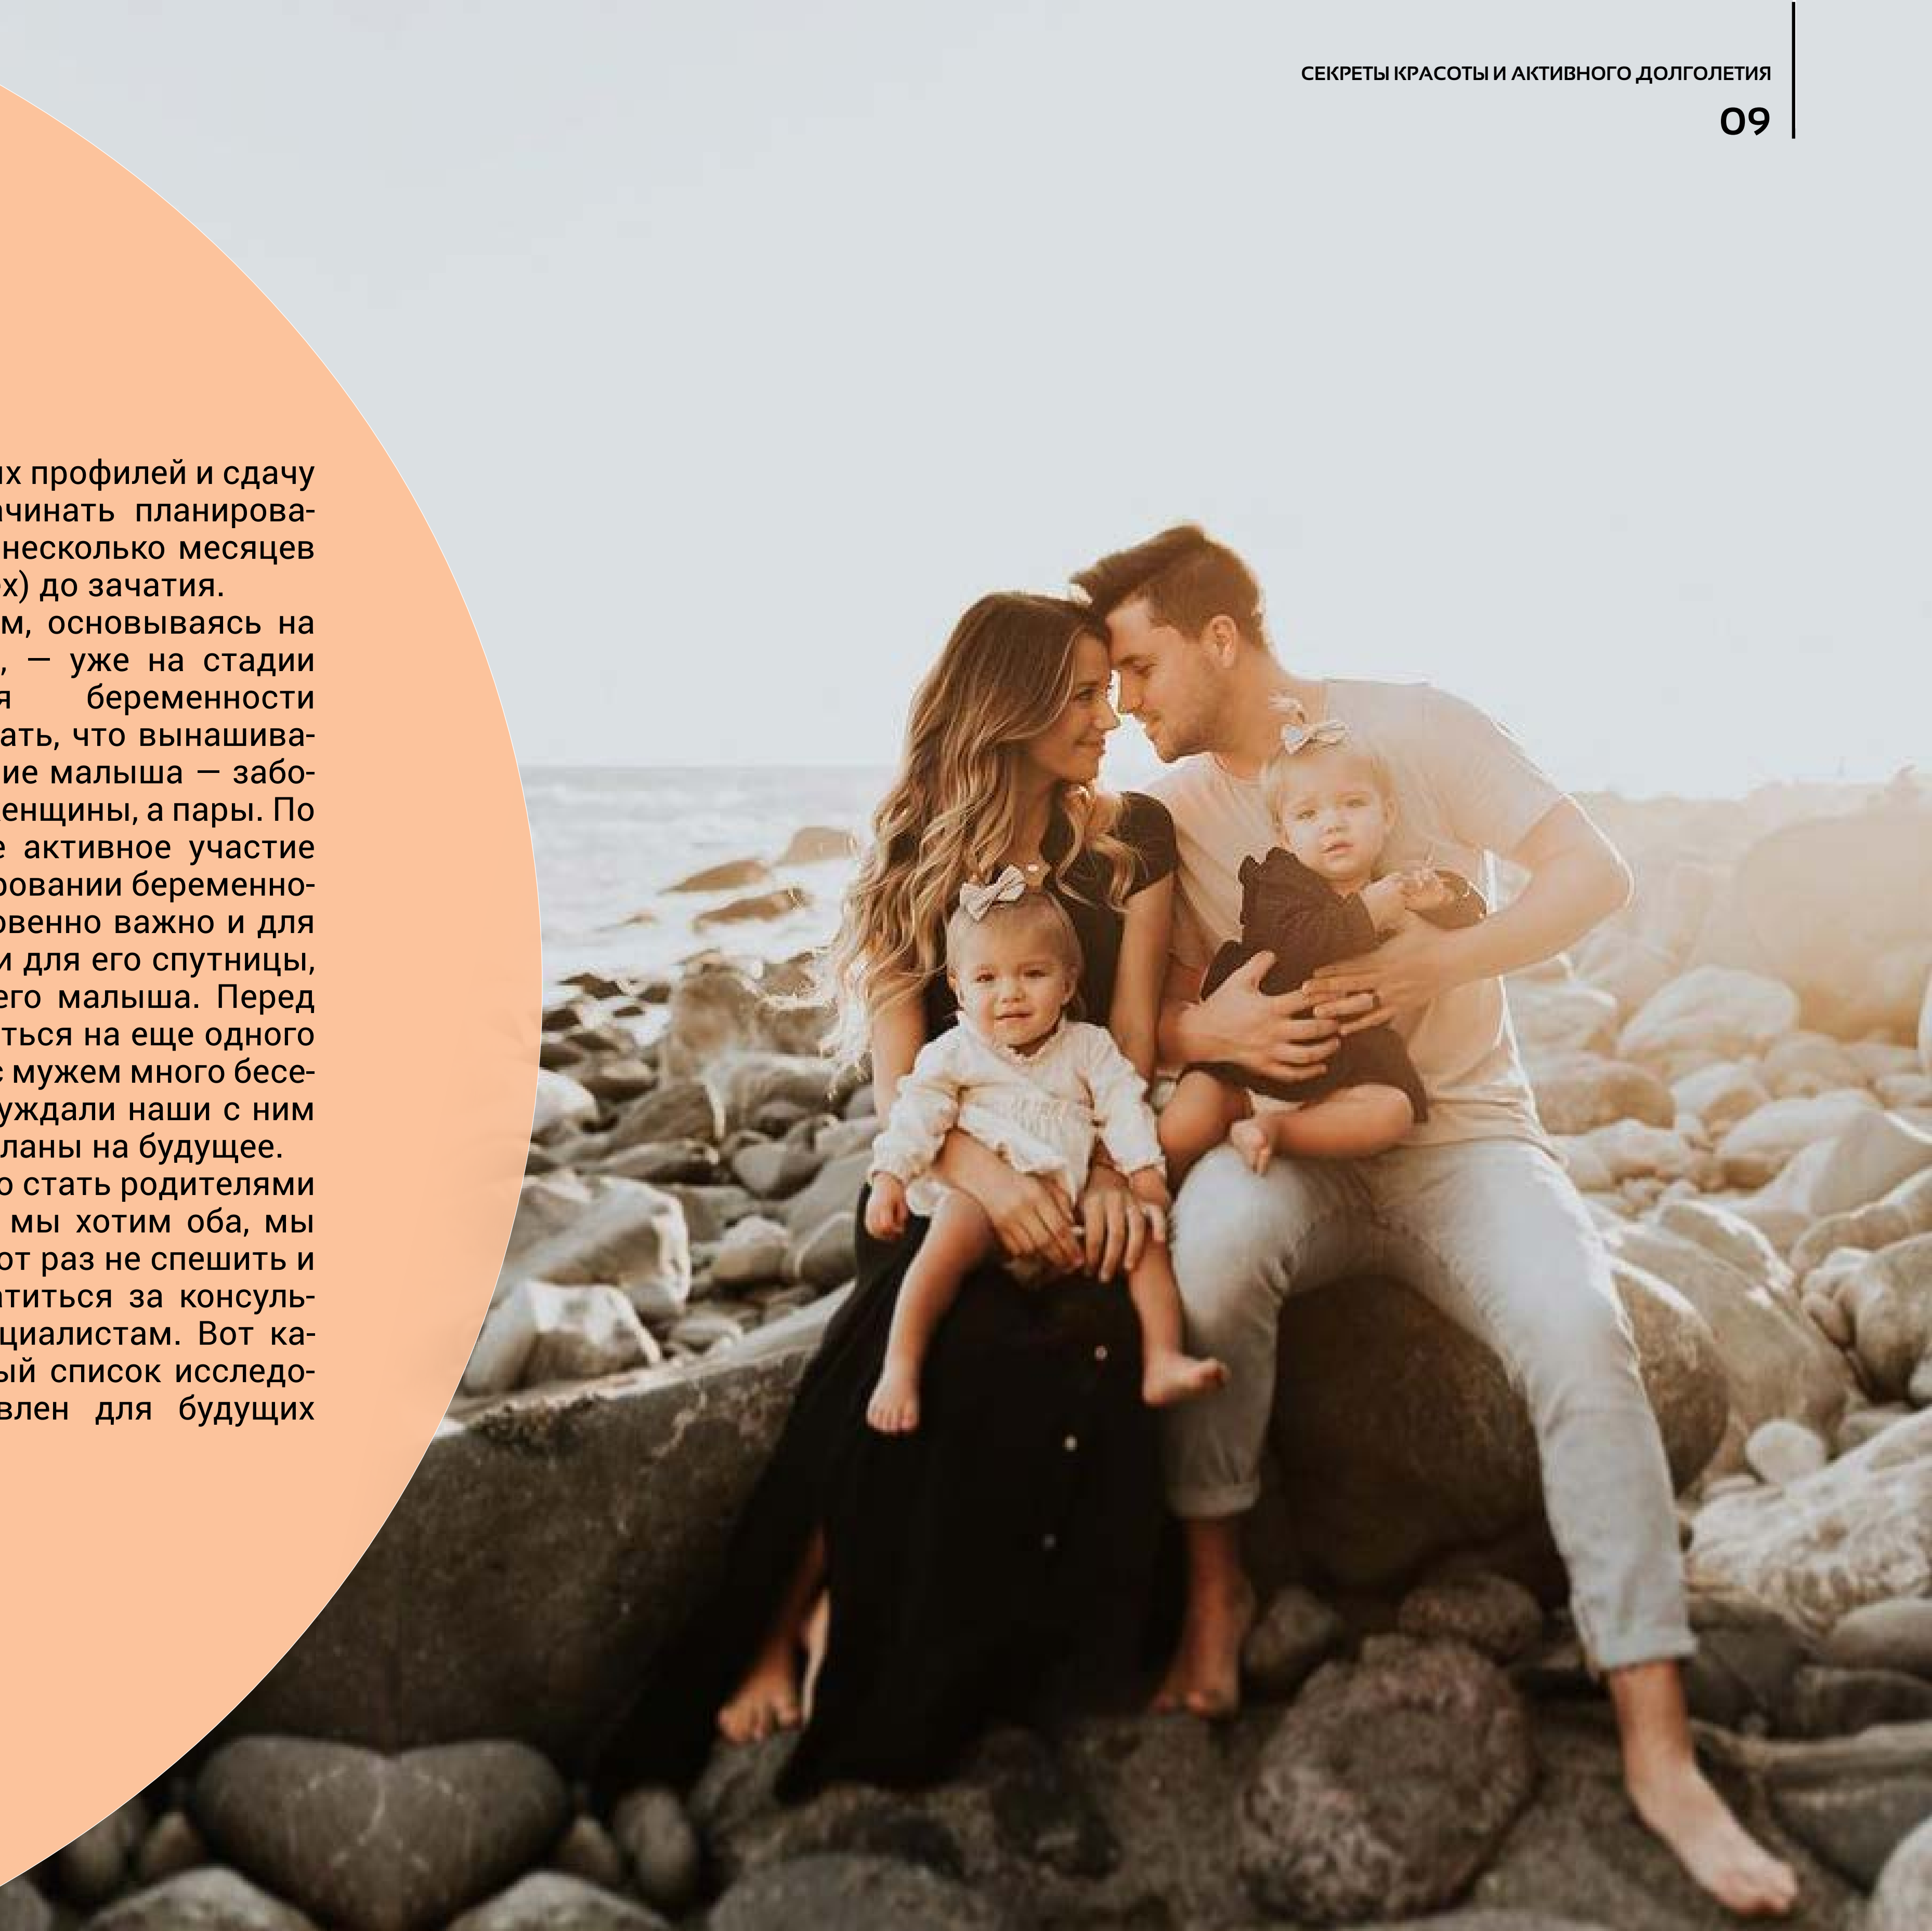 СЕКРЕТЫ КРАСОТЫ И АКТИВНОГО ДОЛГОЛЕТИЯ
09
их профилей и сдачу
ачинать планирова-
несколько месяцев
х) до зачатия.
м, основываясь на
, — уже на стадии
я беременности
ать, что вынашива-
ие малыша — забо-
енщины, а пары. По
е активное участие
ровании беременно-
овенно важно и для
и для его спутницы,
его малыша. Перед
ться на еще одного
с мужем много бесе-
уждали наши с ним
ланы на будущее.
о стать родителями
мы хотим оба, мы
от раз не спешить и
атиться за консуль-
циалистам. Вот ка-
ый список исследо-
влен для будущих